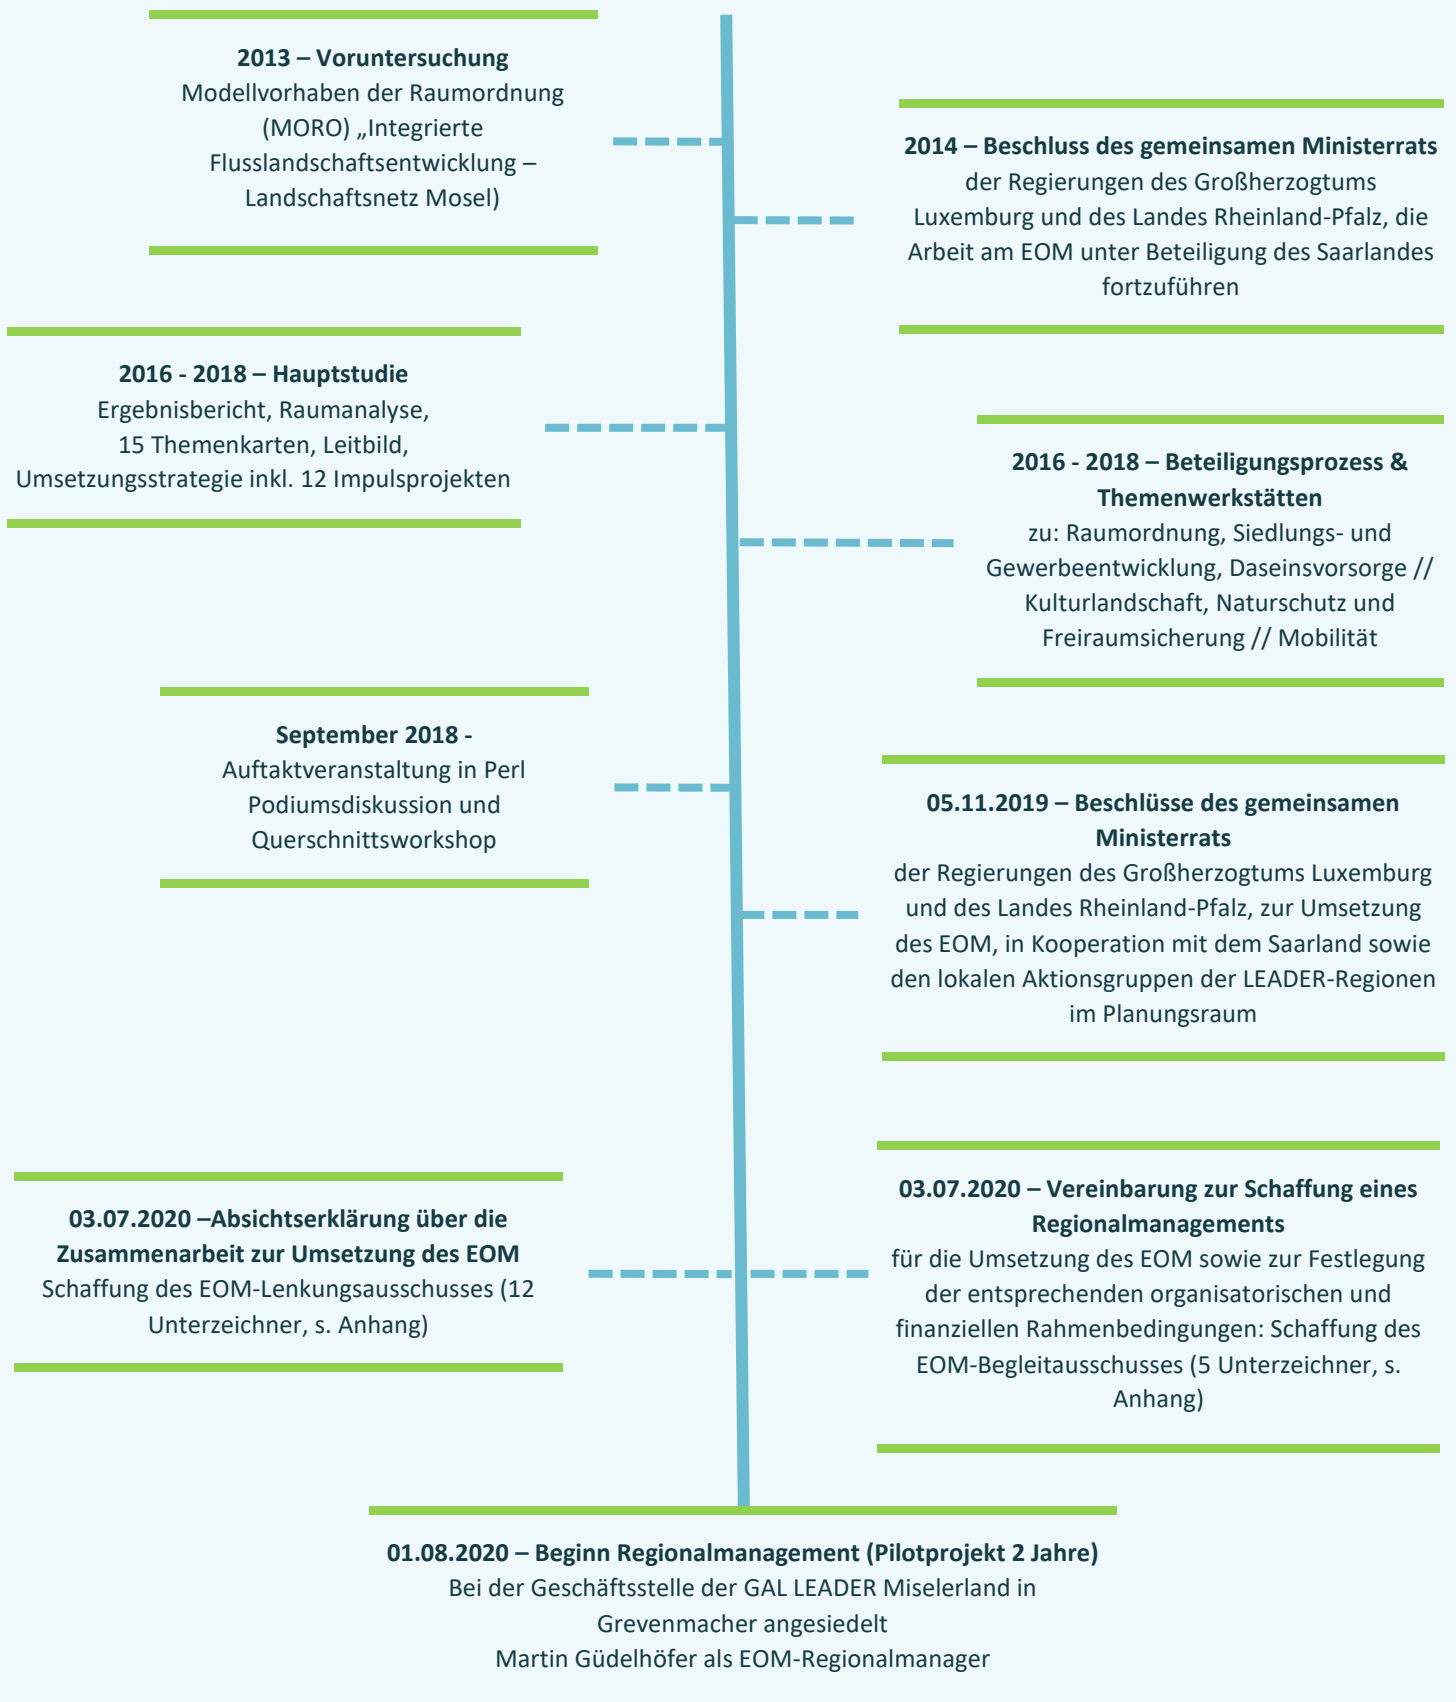 2013 – Voruntersuchung
Modellvorhaben der Raumordnung
(MORO) „Integrierte
Flusslandschaftsentwicklung –
Landschaftsnetz Mosel)
2014 – Beschluss des gemeinsamen Ministerrats
der Regierungen des Großherzogtums
Luxemburg und des Landes Rheinland-Pfalz, die
Arbeit am EOM unter Beteiligung des Saarlandes
fortzuführen
2016 - 2018 – Hauptstudie
Ergebnisbericht, Raumanalyse,
15 Themenkarten, Leitbild,
Umsetzungsstrategie inkl. 12 Impulsprojekten
2016 - 2018 – Beteiligungsprozess &
Themenwerkstätten
zu: Raumordnung, Siedlungs- und
Gewerbeentwicklung, Daseinsvorsorge //
Kulturlandschaft, Naturschutz und
Freiraumsicherung // Mobilität
September 2018 -
Auftaktveranstaltung in Perl
Podiumsdiskussion und
Querschnittsworkshop
05.11.2019 – Beschlüsse des gemeinsamen
Ministerrats
der Regierungen des Großherzogtums Luxemburg
und des Landes Rheinland-Pfalz, zur Umsetzung
des EOM, in Kooperation mit dem Saarland sowie
den lokalen Aktionsgruppen der LEADER-Regionen
im Planungsraum
03.07.2020 –Absichtserklärung über die
Zusammenarbeit zur Umsetzung des EOM
Schaffung des EOM-Lenkungsausschusses (12
Unterzeichner, s. Anhang)
03.07.2020 – Vereinbarung zur Schaffung eines
Regionalmanagements
für die Umsetzung des EOM sowie zur Festlegung
der entsprechenden organisatorischen und
finanziellen Rahmenbedingungen: Schaffung des
EOM-Begleitausschusses (5 Unterzeichner, s.
Anhang)
01.08.2020 – Beginn Regionalmanagement (Pilotprojekt 2 Jahre)
Bei der Geschäftsstelle der GAL LEADER Miselerland in
Grevenmacher angesiedelt
Martin Güdelhöfer als EOM-Regionalmanager